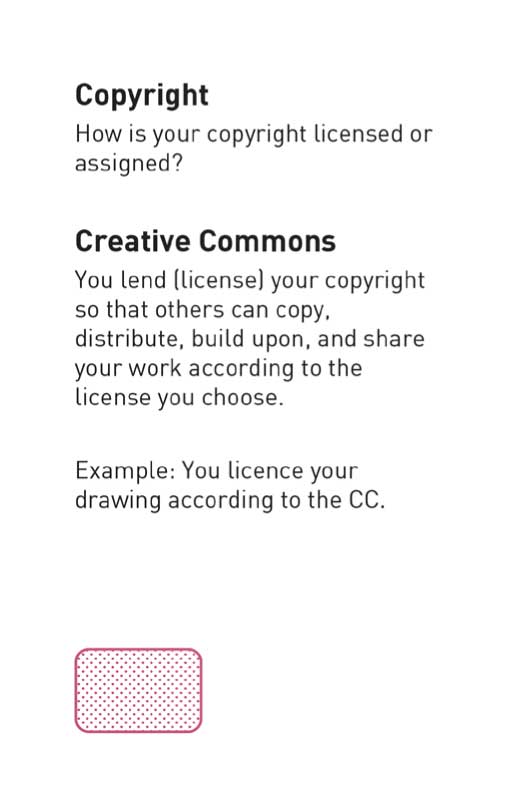 Copyright
How is your copyright licensed or
assigned?
Creative Commons
You lend (license) your copyright
so that others can copy,
distribute, build upon, and share
your work according to the
license you choose.
Example: You licence your
drawing according to the CC.